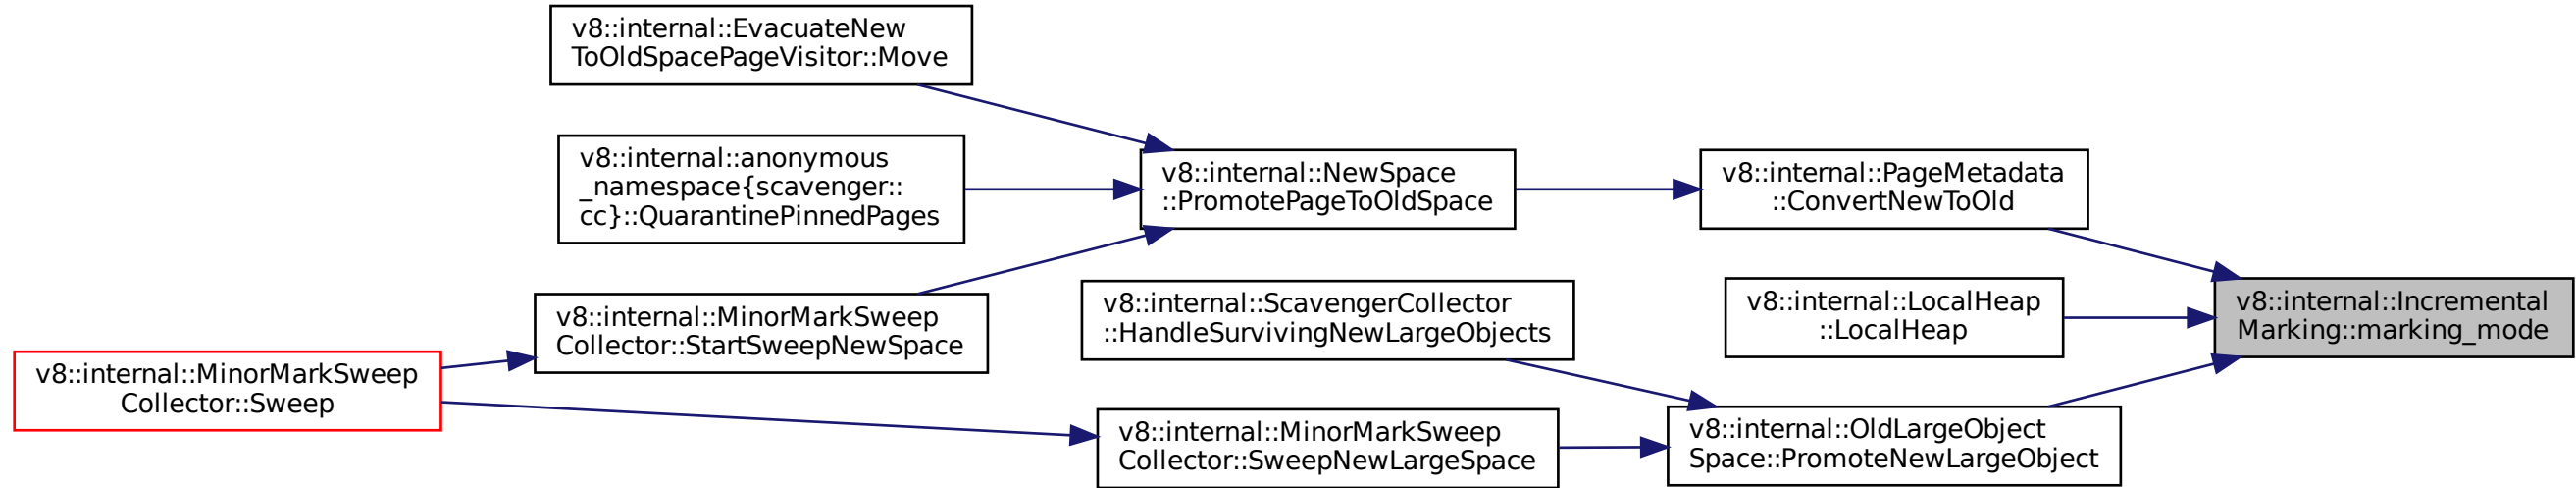 v8::internal::EvacuateNew
ToOldSpacePageVisitor::Move
v8::internal::anonymous
_namespace{scavenger::
cc}::QuarantinePinnedPages
v8::internal::NewSpace
::PromotePageToOldSpace
v8::internal::PageMetadata
::ConvertNewToOld
v8::internal::ScavengerCollector
::HandleSurvivingNewLargeObjects
v8::internal::LocalHeap
::LocalHeap
v8::internal::Incremental
Marking::marking_mode
v8::internal::MinorMarkSweep
Collector::StartSweepNewSpace
v8::internal::MinorMarkSweep
Collector::Sweep
v8::internal::MinorMarkSweep
Collector::SweepNewLargeSpace
v8::internal::OldLargeObject
Space::PromoteNewLargeObject